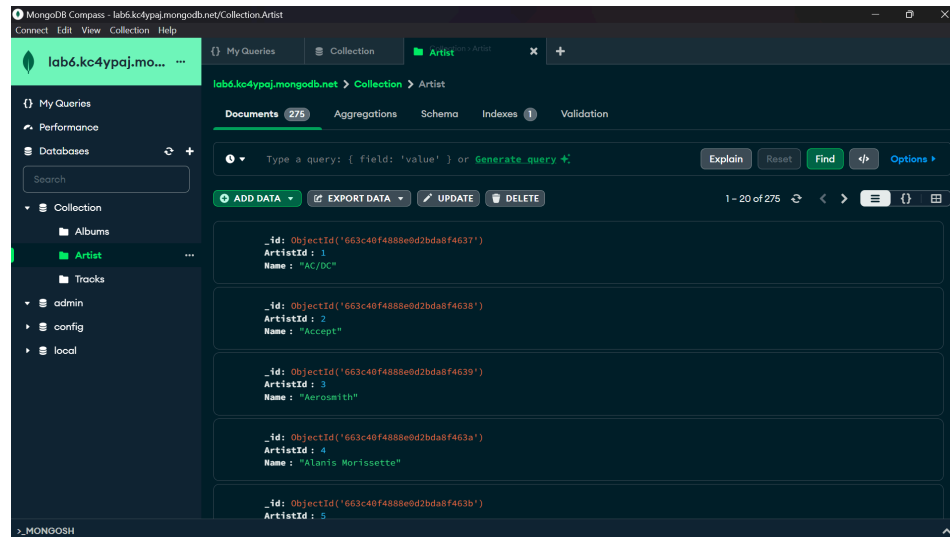 MongoDB Compass - lab6.kc4ypaj.mongodb.net/Collection.Artist
Connect Edit View Collection Help
lab6.kc4ypaj.mo... ...
{} My Queries
Performance
Databases
Search
Collection
Albums
Artist
Tracks
admin
config
local
{} My Queries Collection Artist
lab6.kc4ypaj.mongodb.net > Collection > Artist
Documents 275 Aggregations Schema Indexes 1 Validation
Type a query: { field: 'value' } or Generate query
Explain Reset Find </> Options
ADD DATA EXPORT DATA UPDATE DELETE 1 – 20 of 275 {}
_id: ObjectId('663c40f4888e0d2bda8f4637')
ArtistId : 1
Name : "AC/DC"
_id: ObjectId('663c40f4888e0d2bda8f4638')
ArtistId : 2
Name : "Accept"
_id: ObjectId('663c40f4888e0d2bda8f4639')
ArtistId : 3
Name : "Aerosmith"
_id: ObjectId('663c40f4888e0d2bda8f463a')
ArtistId : 4
Name : "Alanis Morissette"
_id: ObjectId('663c40f4888e0d2bda8f463b')
ArtistId : 5
>_MONGOSH